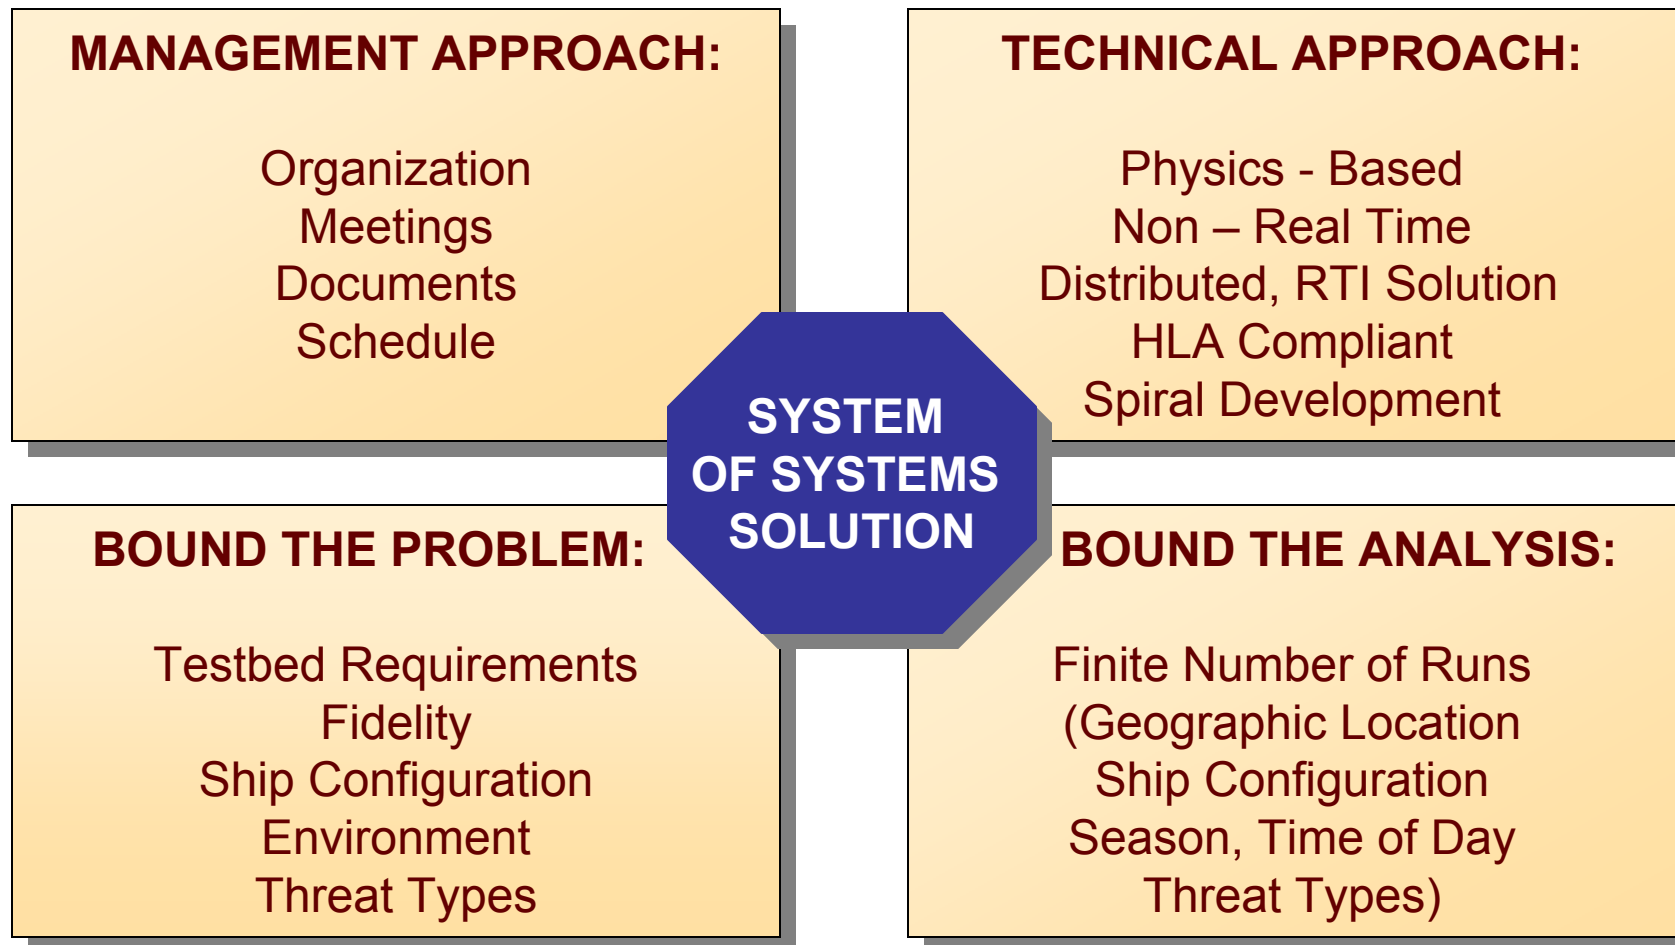 MANAGEMENT APPROACH:
Organization
Meetings
Documents
Schedule
TECHNICAL APPROACH:
Physics - Based
Non – Real Time
Distributed, RTI Solution
HLA Compliant
Spiral Development
SYSTEM
OF SYSTEMS
SOLUTION
BOUND THE PROBLEM:
Testbed Requirements
Fidelity
Ship Configuration
Environment
Threat Types
BOUND THE ANALYSIS:
Finite Number of Runs
(Geographic Location
Ship Configuration
Season, Time of Day
Threat Types)